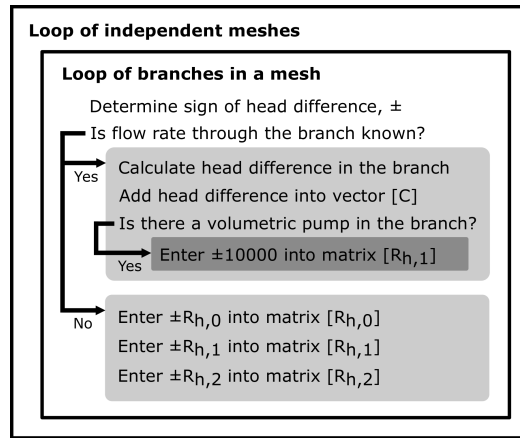 Loop of independent meshes
Loop of branches in a mesh
Determine sign of head difference, ±
Is flow rate through the branch known?
Yes
Calculate head difference in the branch
Add head difference into vector [C]
Is there a volumetric pump in the branch?
Yes
Enter ±10000 into matrix [Rh,1]
No
Enter ±Rh,0 into matrix [Rh,0]
Enter ±Rh,1 into matrix [Rh,1]
Enter ±Rh,2 into matrix [Rh,2]